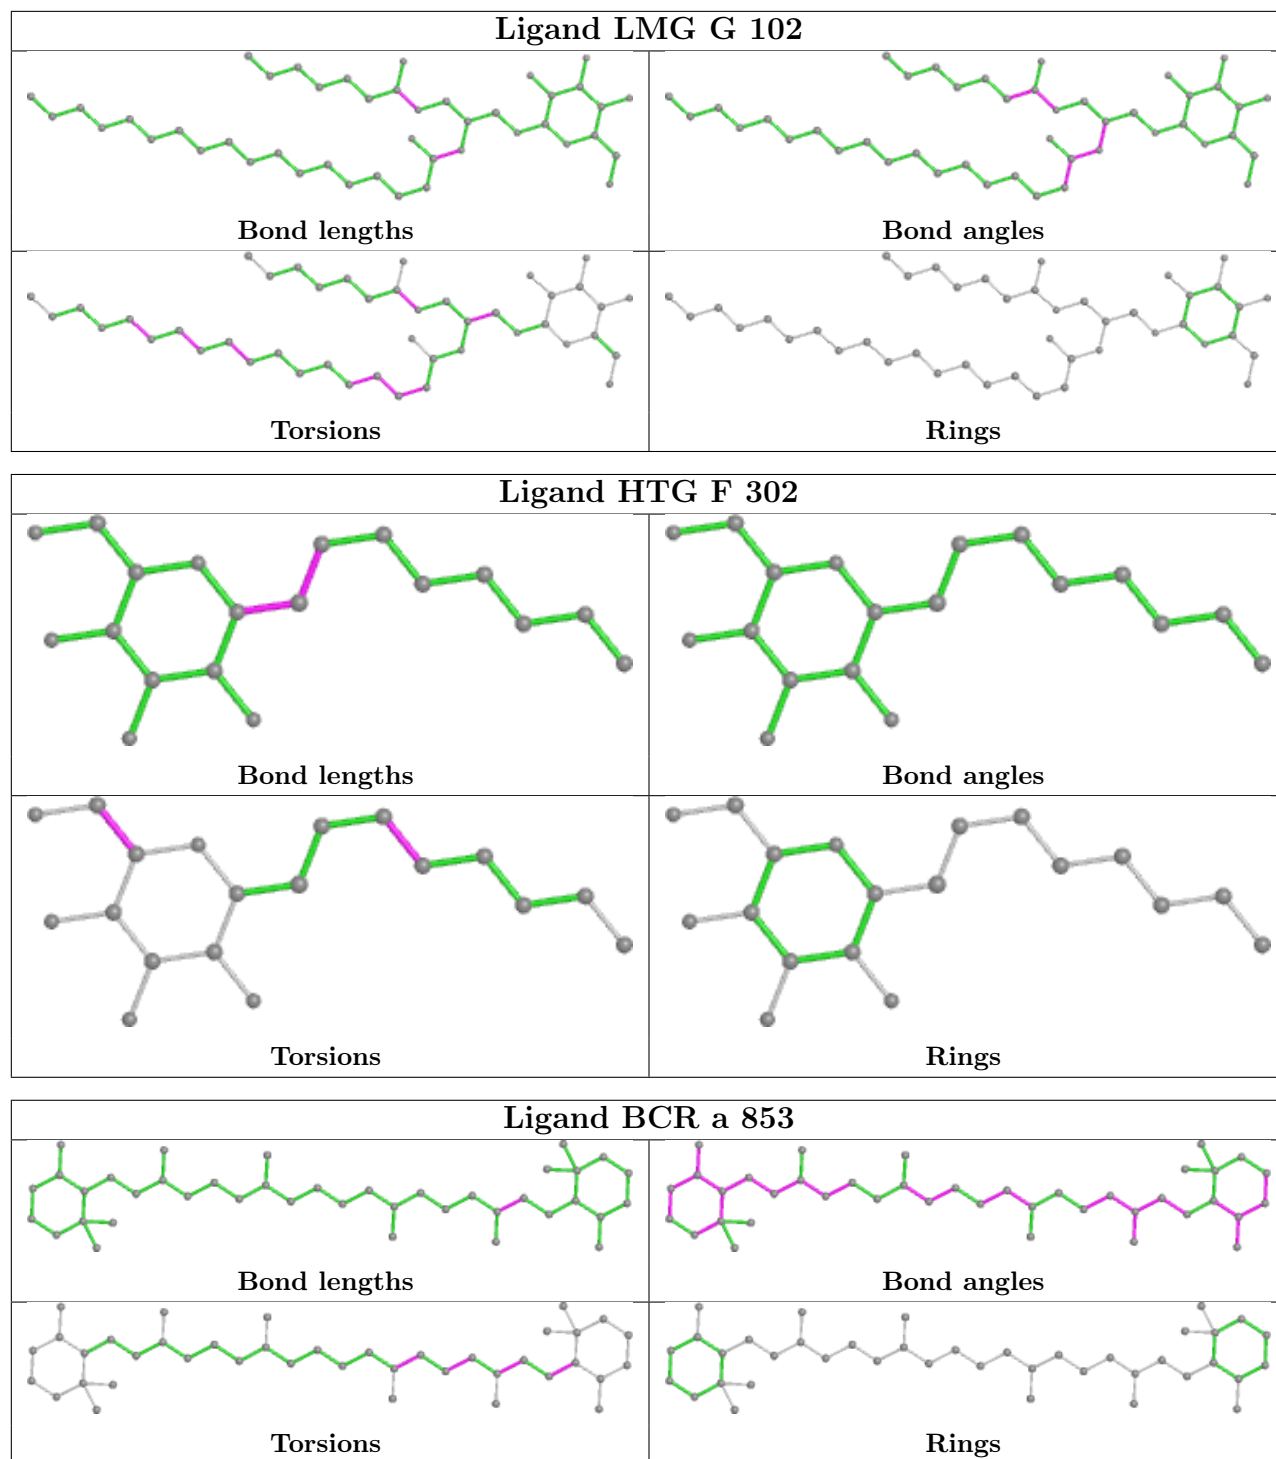 Ligand LMG G 102
Bond lengths
Bond angles
Torsions
Rings
Ligand HTG F 302
Bond lengths
Bond angles
Torsions
Rings
Ligand BCR a 853
Bond lengths
Bond angles
Torsions
Rings